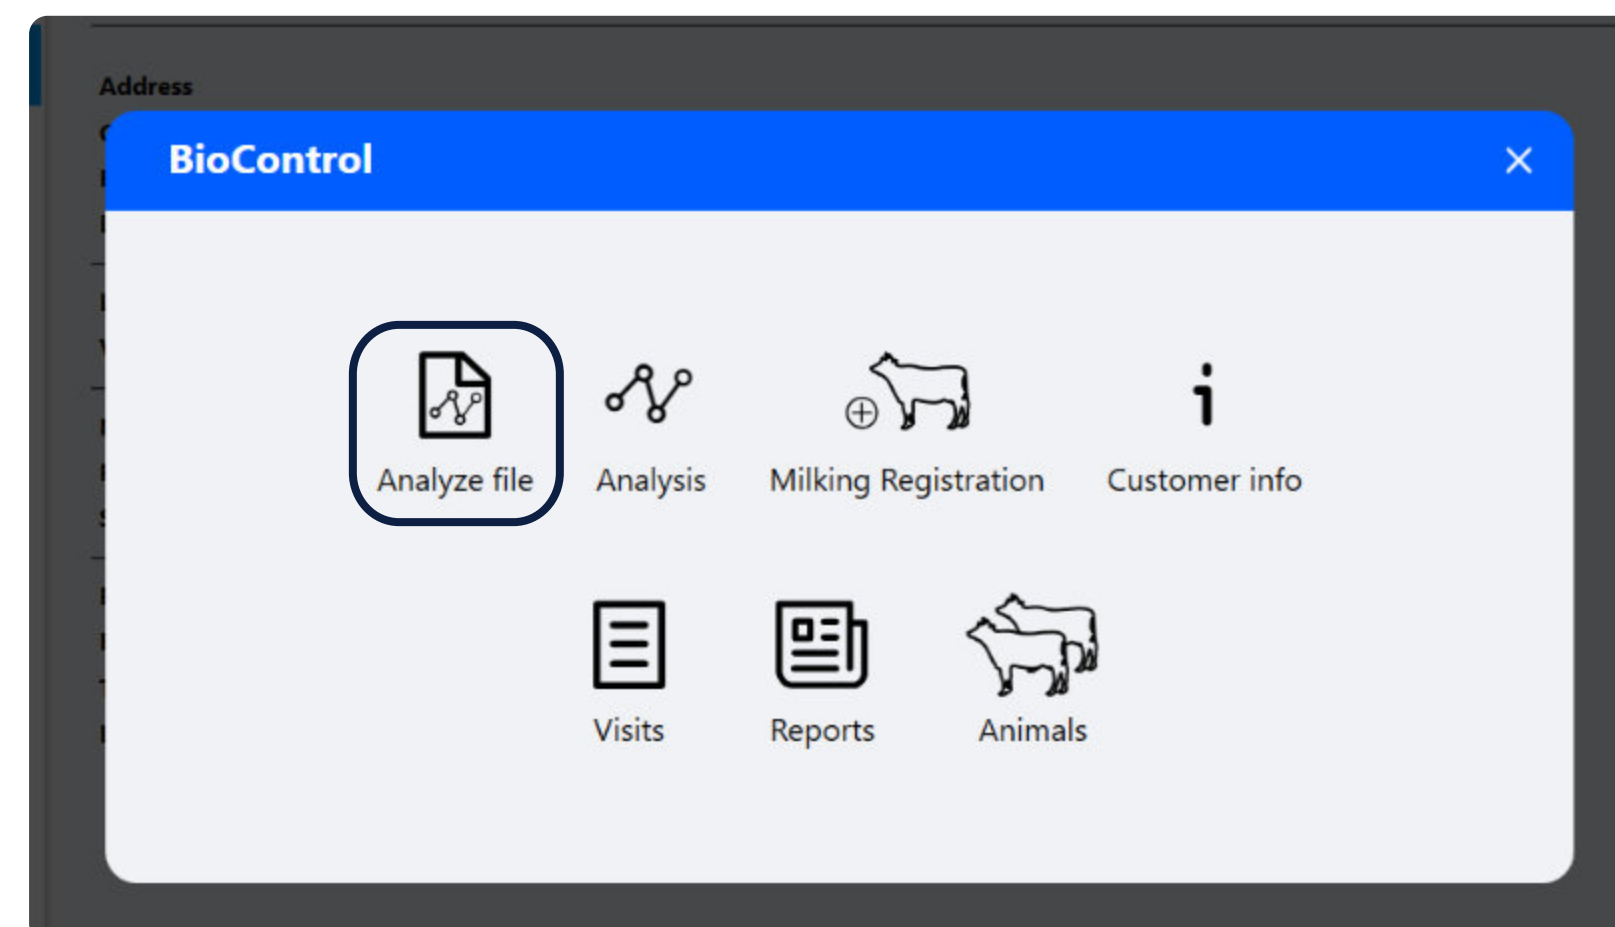 Address
BioControl
Analyze file Analysis Milking Registration Customer info
Visits Reports Animals